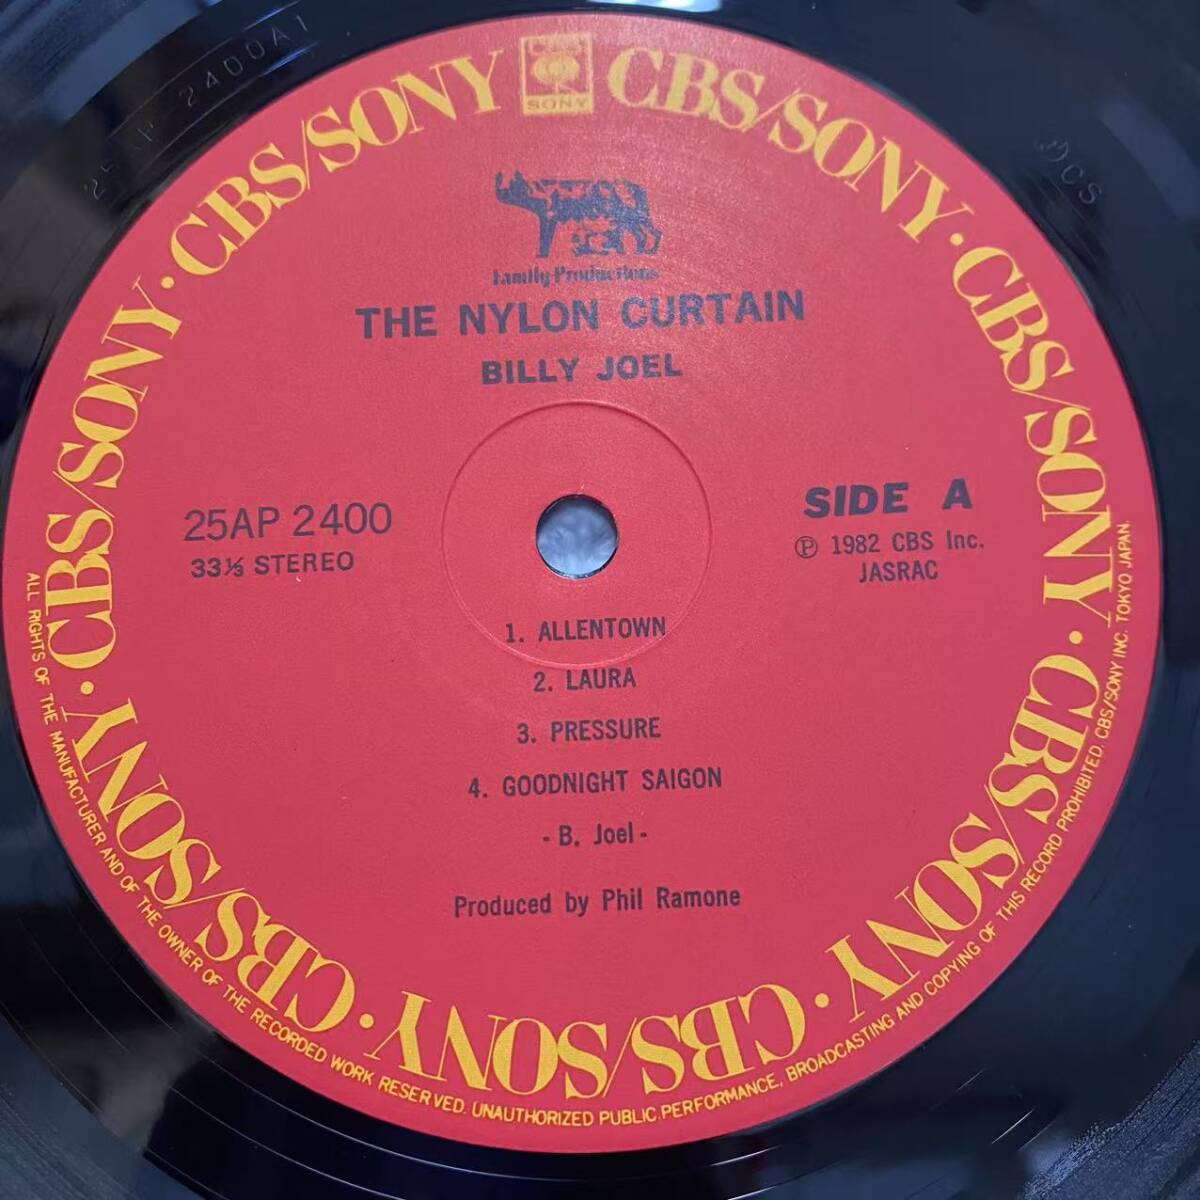 25AP 2400A1
CS
CBS/SONY · CBS/SONY · CBS/SONY · CBS/SONY · CBS/SONY · CBS/SONY · CBS/SONY · CBS/SONY
SONY
Family Productions
THE NYLON CURTAIN
BILLY JOEL
25AP 2400
33⅓ STEREO
SIDE A
Ⓟ 1982 CBS Inc.
JASRAC
1. ALLENTOWN
2. LAURA
3. PRESSURE
4. GOODNIGHT SAIGON
- B. Joel -
Produced by Phil Ramone
ALL RIGHTS OF THE MANUFACTURER AND OF THE OWNER OF THE RECORDED WORK RESERVED. UNAUTHORIZED PUBLIC PERFORMANCE, BROADCASTING AND COPYING OF THIS RECORD PROHIBITED. CBS/SONY INC. TOKYO JAPAN.